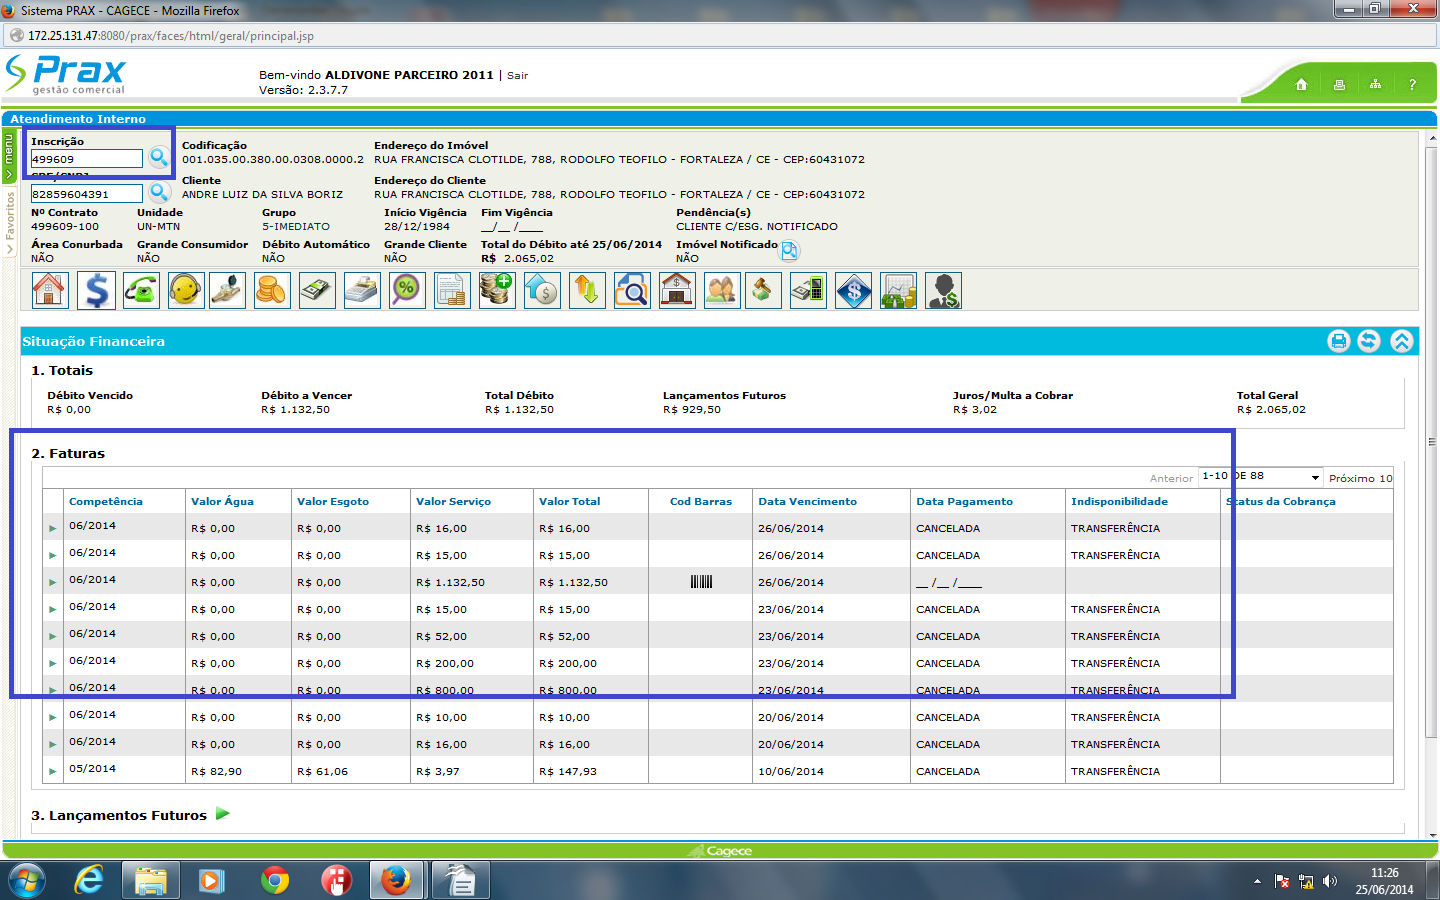 Sistema PRAX - CAGECE - Mozilla Firefox
172.25.131.47:8080/prax/faces/html/geral/principal.jsp
Prax
gestão comercial
Bem-vindo ALDIVONE PARCEIRO 2011 | Sair
Versão: 2.3.7.7
?
Atendimento Interno
menu
Favoritos
Inscrição
499609
Codificação
001.035.00.380.00.0308.0000.2
Endereço do Imóvel
RUA FRANCISCA CLOTILDE, 788, RODOLFO TEOFILO - FORTALEZA / CE - CEP:60431072
CPF/CNPJ
82859604391
Cliente
ANDRE LUIZ DA SILVA BORIZ
Endereço do Cliente
RUA FRANCISCA CLOTILDE, 788, RODOLFO TEOFILO - FORTALEZA / CE - CEP:60431072
Nº Contrato Unidade Grupo Início Vigência Fim Vigência Pendência(s)
499609-100 UN-MTN 5-IMEDIATO 28/12/1984 __/__ /____ CLIENTE C/ESG. NOTIFICADO
Área Conurbada Grande Consumidor Débito Automático Grande Cliente Total do Débito até 25/06/2014 Imóvel Notificado
NÃO NÃO NÃO NÃO R$ 2.065,02 NÃO
Situação Financeira
1. Totais
Débito Vencido Débito a Vencer Total Débito Lançamentos Futuros Juros/Multa a Cobrar Total Geral
R$ 0,00 R$ 1.132,50 R$ 1.132,50 R$ 929,50 R$ 3,02 R$ 2.065,02
2. Faturas
Anterior 1-10 DE 88 Próximo 10
Competência Valor Água Valor Esgoto Valor Serviço Valor Total Cod Barras Data Vencimento Data Pagamento Indisponibilidade Status da Cobrança
06/2014 R$ 0,00 R$ 0,00 R$ 16,00 R$ 16,00 26/06/2014 CANCELADA TRANSFERÊNCIA
06/2014 R$ 0,00 R$ 0,00 R$ 15,00 R$ 15,00 26/06/2014 CANCELADA TRANSFERÊNCIA
06/2014 R$ 0,00 R$ 0,00 R$ 1.132,50 R$ 1.132,50 26/06/2014 __ /__ /____
06/2014 R$ 0,00 R$ 0,00 R$ 15,00 R$ 15,00 23/06/2014 CANCELADA TRANSFERÊNCIA
06/2014 R$ 0,00 R$ 0,00 R$ 52,00 R$ 52,00 23/06/2014 CANCELADA TRANSFERÊNCIA
06/2014 R$ 0,00 R$ 0,00 R$ 200,00 R$ 200,00 23/06/2014 CANCELADA TRANSFERÊNCIA
06/2014 R$ 0,00 R$ 0,00 R$ 800,00 R$ 800,00 23/06/2014 CANCELADA TRANSFERÊNCIA
06/2014 R$ 0,00 R$ 0,00 R$ 10,00 R$ 10,00 20/06/2014 CANCELADA TRANSFERÊNCIA
06/2014 R$ 0,00 R$ 0,00 R$ 16,00 R$ 16,00 20/06/2014 CANCELADA TRANSFERÊNCIA
05/2014 R$ 82,90 R$ 61,06 R$ 3,97 R$ 147,93 10/06/2014 CANCELADA TRANSFERÊNCIA
3. Lançamentos Futuros
Cagece
11:26
25/06/2014